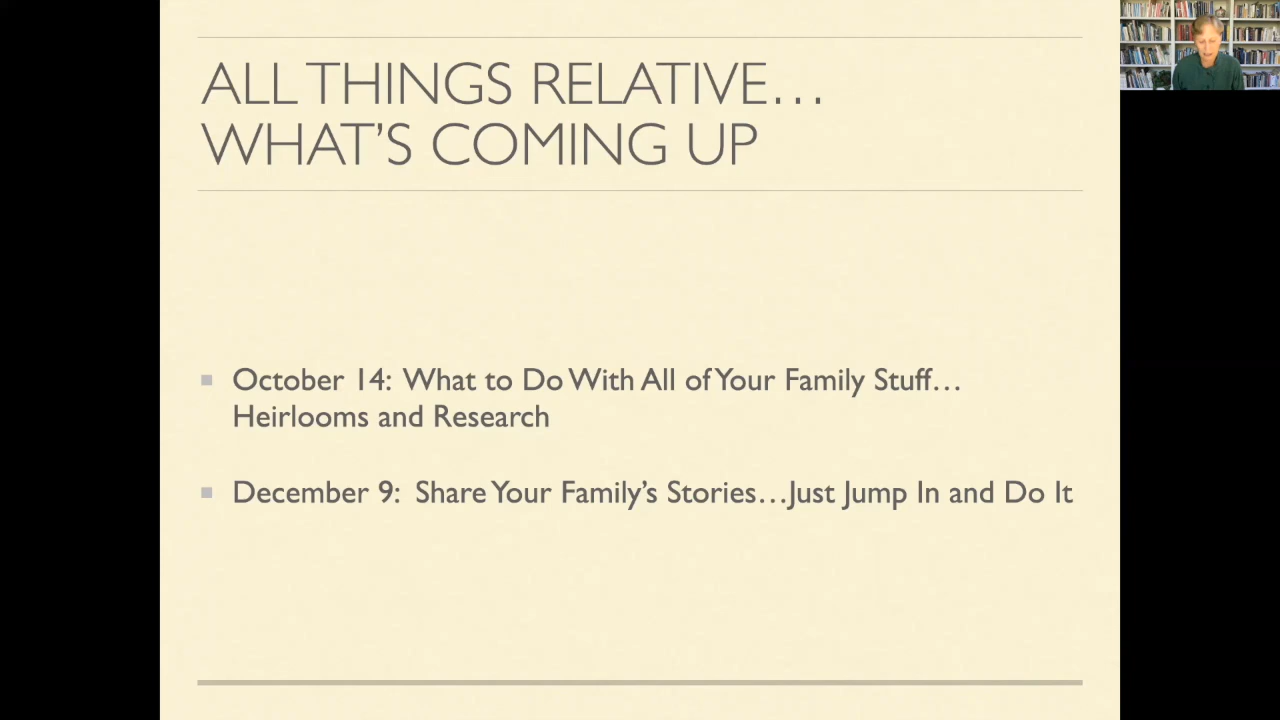 ALL THINGS RELATIVE…
WHAT'S COMING UP
October 14: What to Do With All of Your Family Stuff…
Heirlooms and Research
December 9: Share Your Family's Stories…Just Jump In and Do It